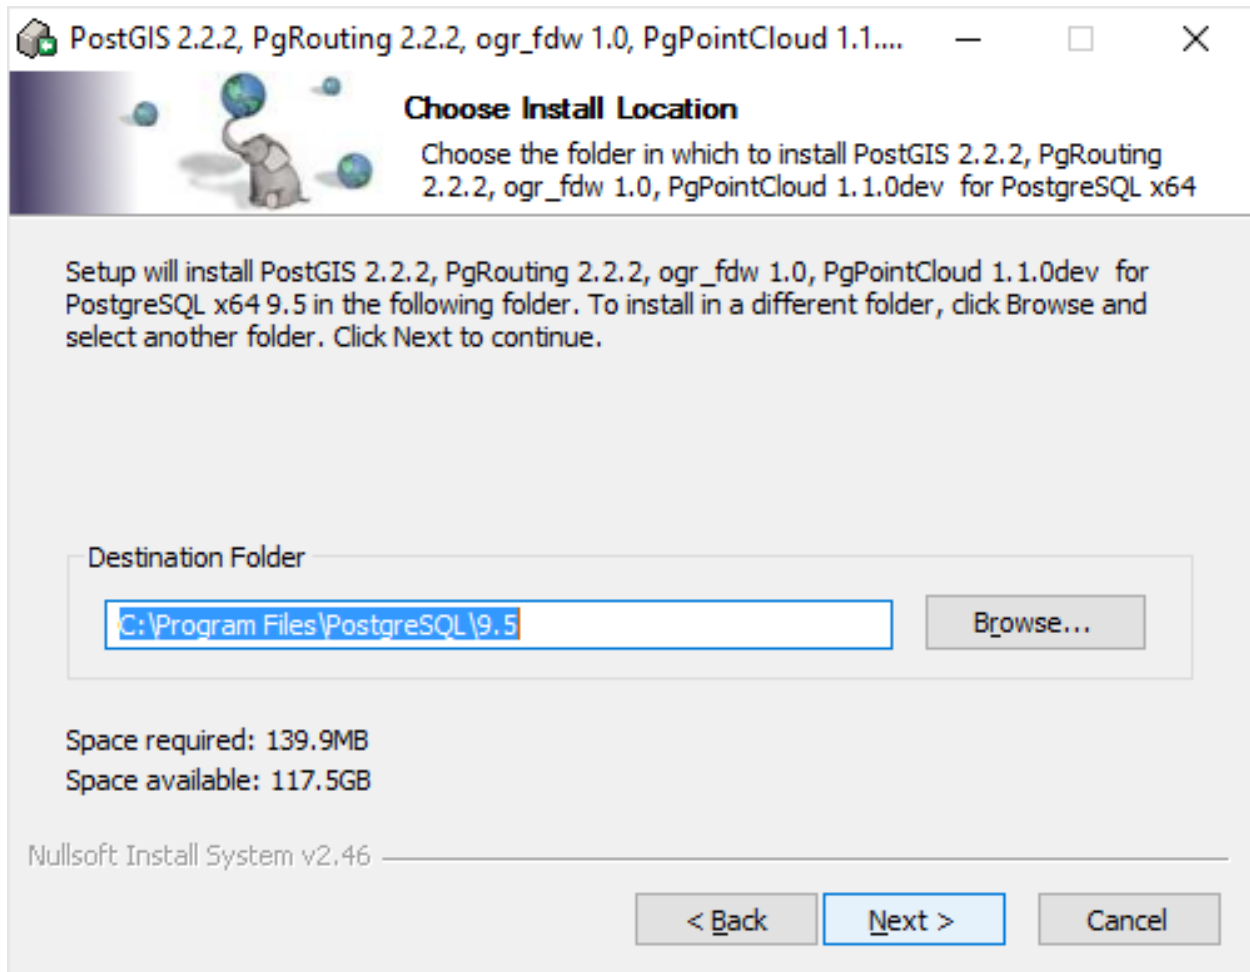 PostGIS 2.2.2, PgRouting 2.2.2, ogr_fdw 1.0, PgPointCloud 1.1....
Choose Install Location
Choose the folder in which to install PostGIS 2.2.2, PgRouting
2.2.2, ogr_fdw 1.0, PgPointCloud 1.1.0dev  for PostgreSQL x64
Setup will install PostGIS 2.2.2, PgRouting 2.2.2, ogr_fdw 1.0, PgPointCloud 1.1.0dev  for
PostgreSQL x64 9.5 in the following folder. To install in a different folder, click Browse and
select another folder. Click Next to continue.
Destination Folder
C:\Program Files\PostgreSQL\9.5
Browse...
Space required: 139.9MB
Space available: 117.5GB
Nullsoft Install System v2.46
< Back
Next >
Cancel